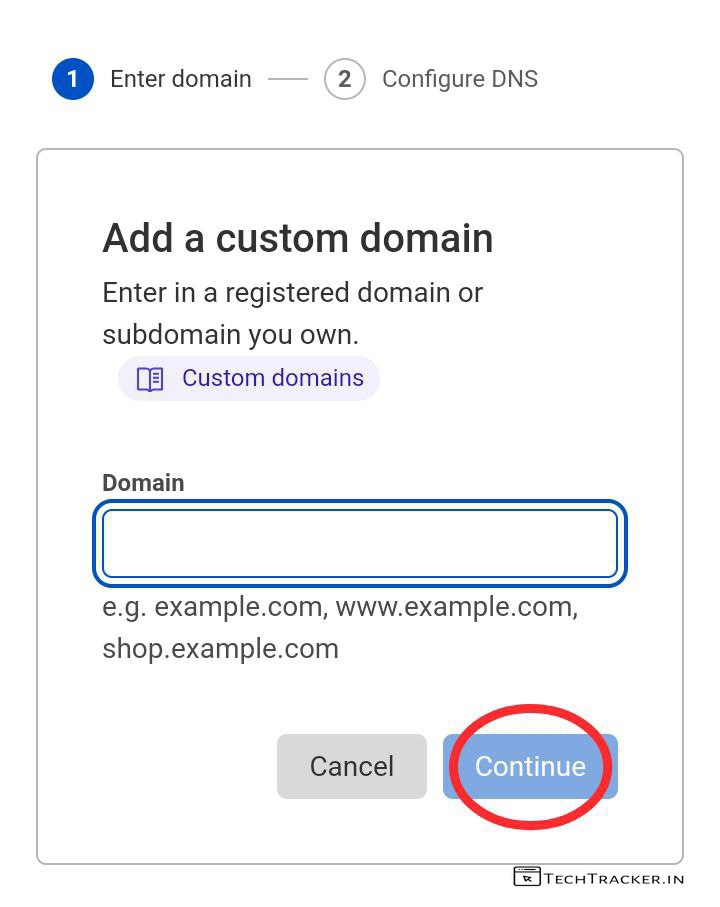 1 Enter domain 2 Configure DNS
Add a custom domain
Enter in a registered domain or
subdomain you own.
Custom domains
Domain
e.g. example.com, www.example.com,
shop.example.com
Cancel Continue
TECHTRACKER.IN